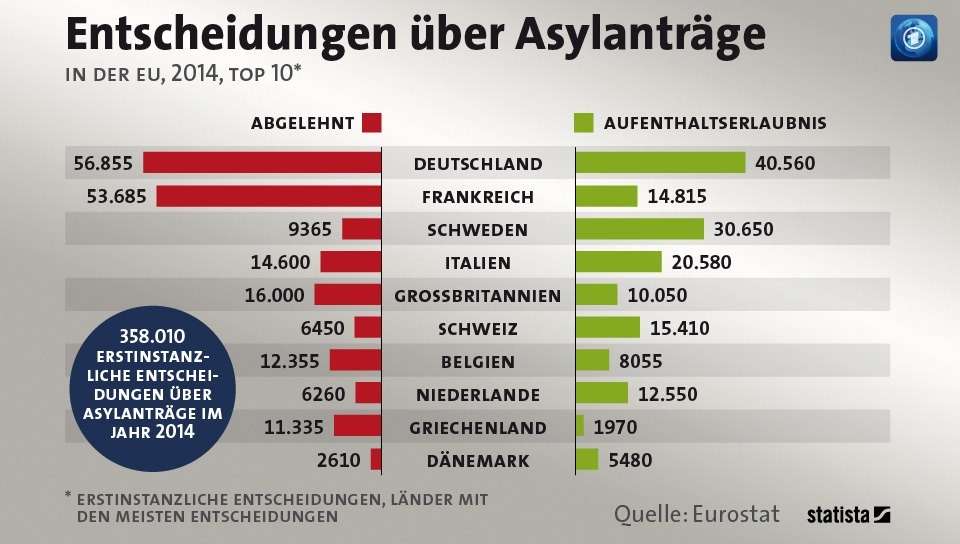 Entscheidungen über Asylanträge
IN DER EU, 2014, TOP 10*
ABGELEHNT
AUFENTHALTSERLAUBNIS
56.855 DEUTSCHLAND 40.560
53.685 FRANKREICH 14.815
9365 SCHWEDEN 30.650
14.600 ITALIEN 20.580
16.000 GROSSBRITANNIEN 10.050
6450 SCHWEIZ 15.410
12.355 BELGIEN 8055
6260 NIEDERLANDE 12.550
11.335 GRIECHENLAND 1970
2610 DÄNEMARK 5480
358.010
ERSTINSTANZ-
LICHE ENTSCHEI-
DUNGEN ÜBER
ASYLANTRÄGE IM
JAHR 2014
* ERSTINSTANZLICHE ENTSCHEIDUNGEN, LÄNDER MIT
DEN MEISTEN ENTSCHEIDUNGEN
Quelle: Eurostat
statista
1